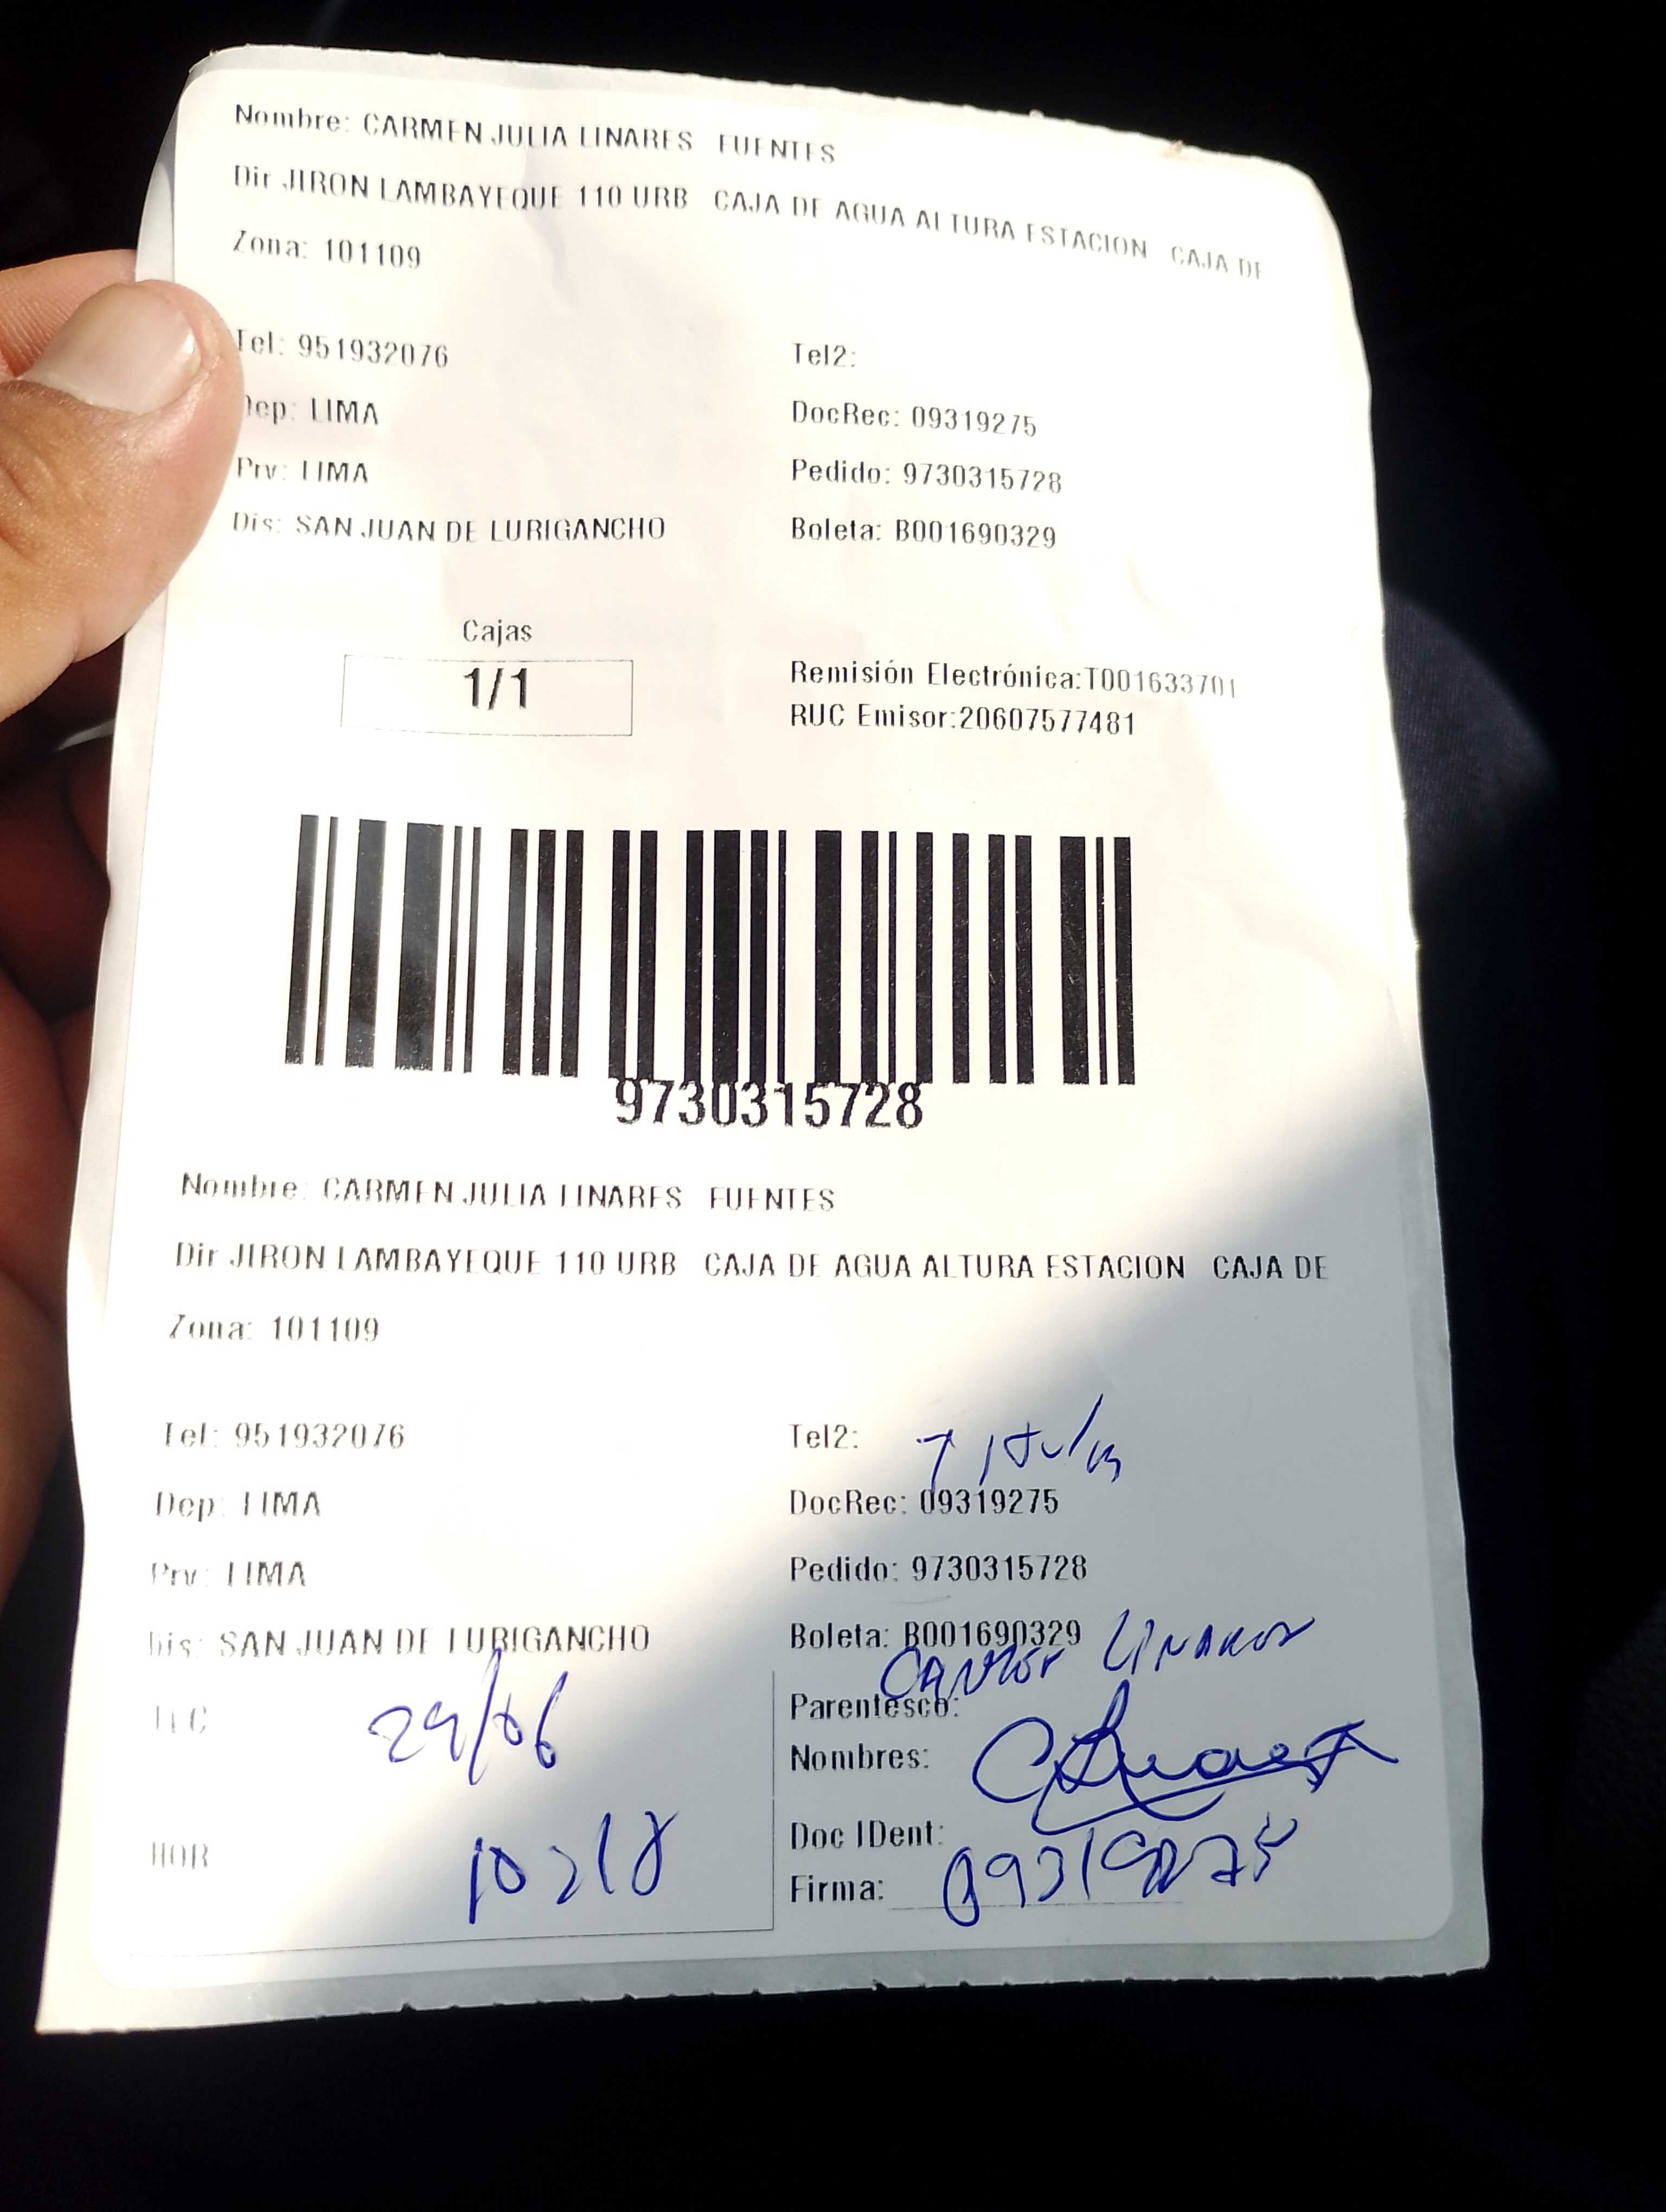 Nombre: CARMEN JULIA LINARES FUENTES
Dir JIRON LAMBAYEQUE 110 URB CAJA DE AGUA ALTURA ESTACION CAJA DE
Zona: 101109
Tel: 951932076 Tel2:
Dep: LIMA DocRec: 09319275
Prv: LIMA Pedido: 9730315728
Dis: SAN JUAN DE LURIGANCHO Boleta: B001690329
Cajas
1/1
Remisión Electrónica:T001633701
RUC Emisor:20607577481
9730315728
Nombre: CARMEN JULIA LINARES FUENTES
Dir JIRON LAMBAYEQUE 110 URB CAJA DE AGUA ALTURA ESTACION CAJA DE
Zona: 101109
Tel: 951932076 Tel2:
Dep: LIMA DocRec: 09319275
Prv: LIMA Pedido: 9730315728
Dis: SAN JUAN DE LURIGANCHO Boleta: B001690329
LINARES
Parentesco:
Nombres:
HOR
Doc IDent:
Firma: 09319275